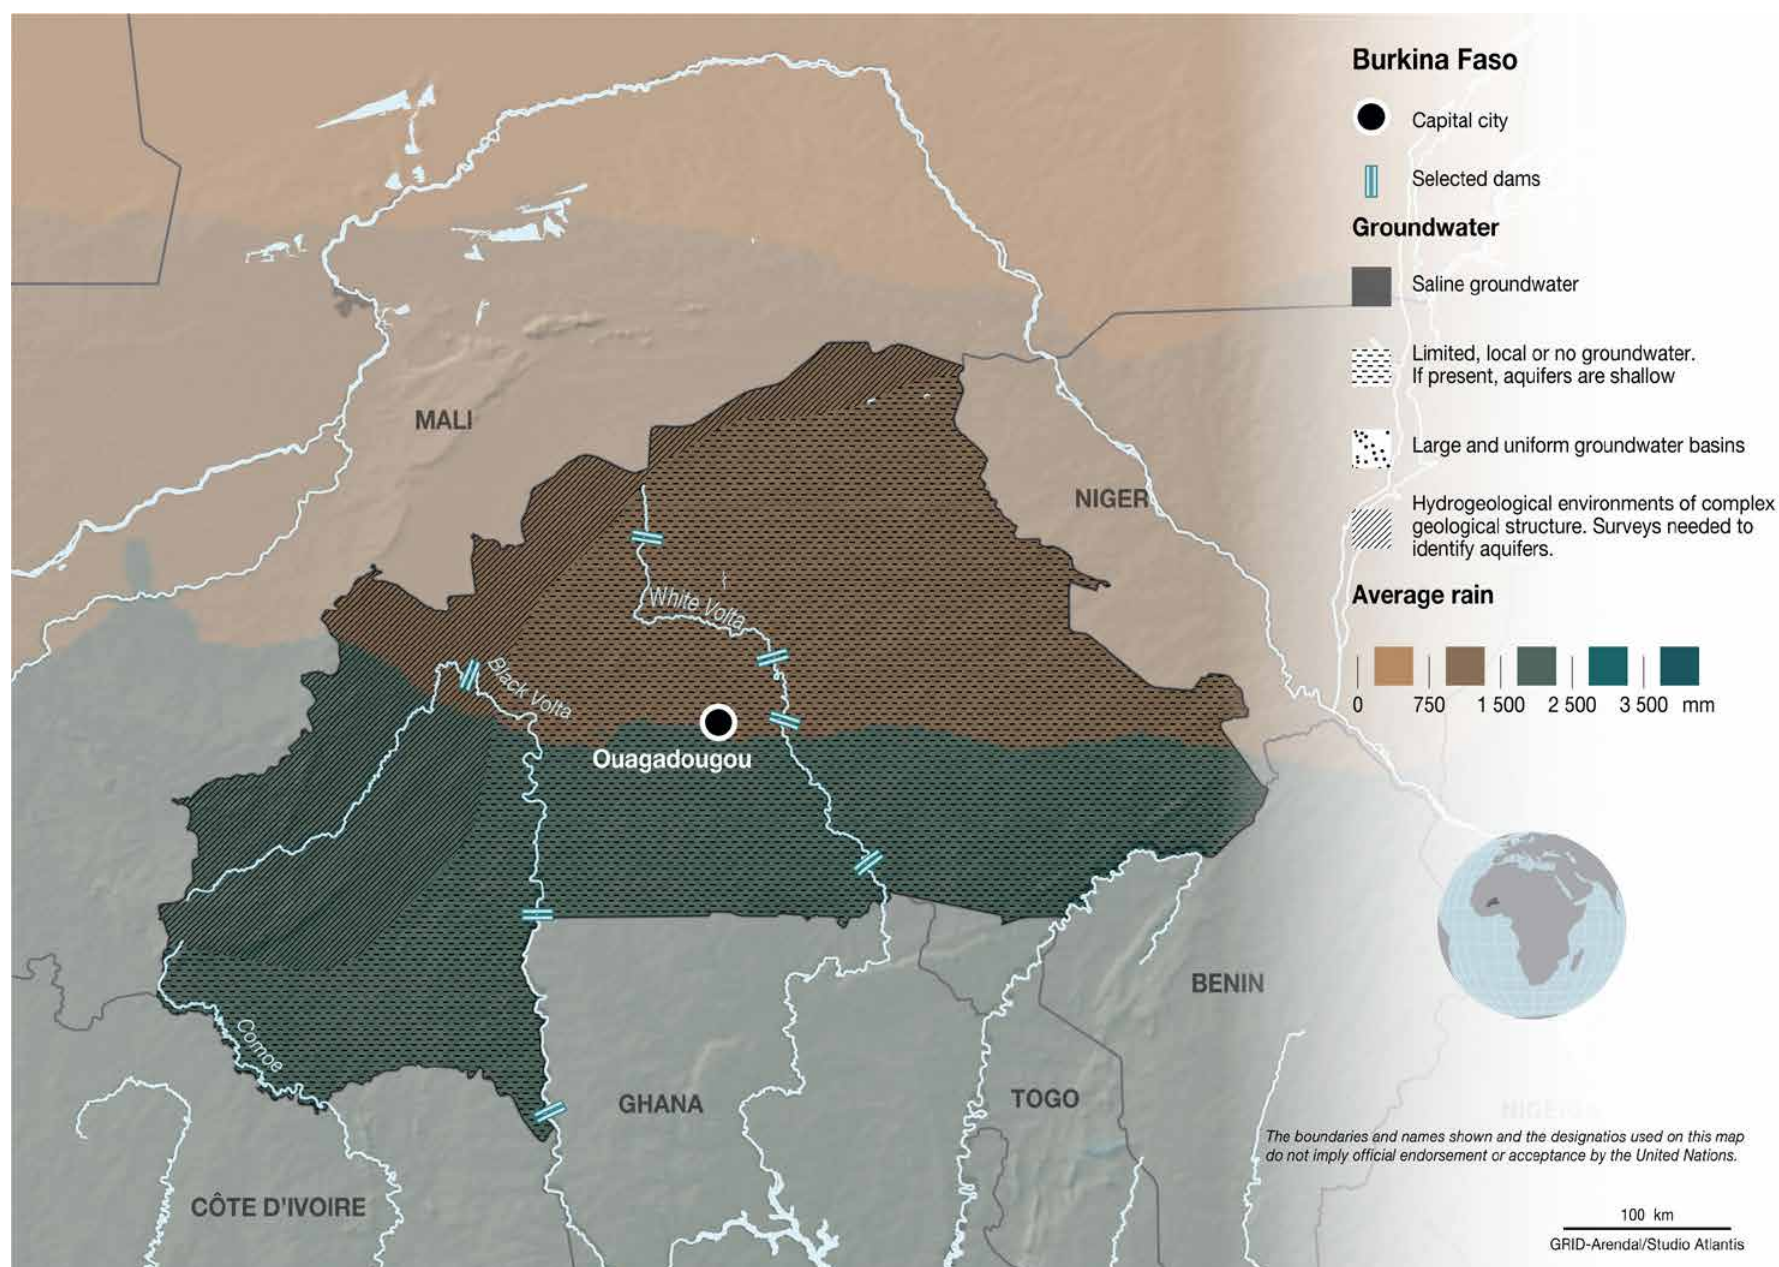 Burkina Faso
Capital city
Selected dams
Groundwater
Saline groundwater
Limited, local or no groundwater.
If present, aquifers are shallow
Large and uniform groundwater basins
Hydrogeological environments of complex
geological structure. Surveys needed to
identify aquifers.
Average rain
0 750 1 500 2 500 3 500 mm
MALI
NIGER
White Volta
Black Volta
Ouagadougou
BENIN
Comoe
GHANA
TOGO
NIGERIA
CÔTE D'IVOIRE
The boundaries and names shown and the designatios used on this map
do not imply official endorsement or acceptance by the United Nations.
100 km
GRID-Arendal/Studio Atlantis